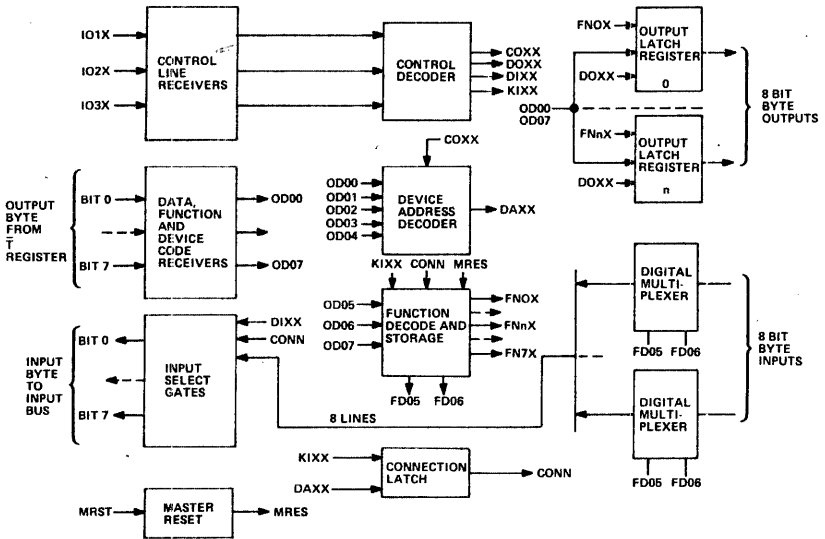 IO1X
IO2X
IO3X
CONTROL
LINE
RECEIVERS
CONTROL
DECODER
COXX
DOXX
DIXX
KIXX
FNOX
DOXX
OUTPUT
LATCH
REGISTER
0
OD00
OD07
FNnX
DOXX
OUTPUT
LATCH
REGISTER
n
8 BIT
BYTE
OUTPUTS
OUTPUT
BYTE
FROM
T
REGISTER
BIT 0
BIT 7
DATA,
FUNCTION
AND
DEVICE
CODE
RECEIVERS
OD00
OD07
COXX
OD00
OD01
OD02
OD03
OD04
DEVICE
ADDRESS
DECODER
DAXX
KIXX CONN MRES
OD05
OD06
OD07
FUNCTION
DECODE AND
STORAGE
FNOX
FNnX
FN7X
FD05 FD06
INPUT
BYTE
TO
INPUT
BUS
BIT 0
BIT 7
INPUT
SELECT
GATES
DIXX
CONN
8 LINES
DIGITAL
MULTI-
PLEXER
FD05 FD06
DIGITAL
MULTI-
PLEXER
FD05 FD06
8 BIT
BYTE
INPUTS
KIXX
DAXX
CONNECTION
LATCH
CONN
MRST
MASTER
RESET
MRES